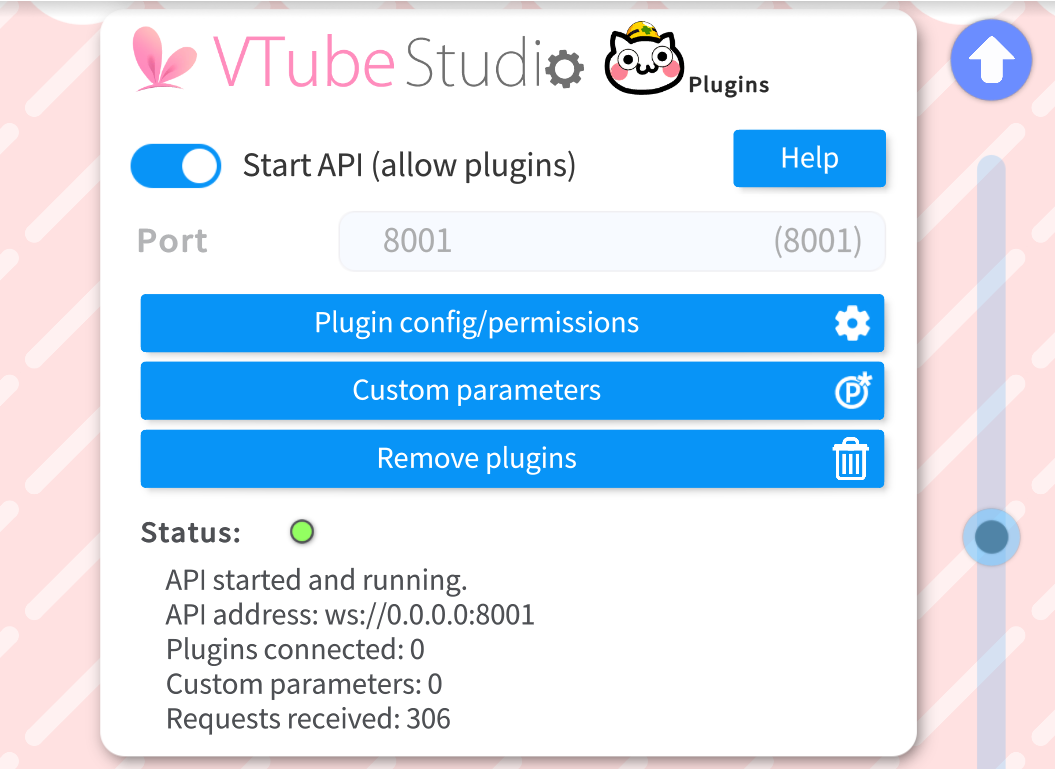 VTube Studio Plugins
Start API (allow plugins)
Help
Port
8001
(8001)
Plugin config/permissions
Custom parameters
Remove plugins
Status:
API started and running.
API address: ws://0.0.0.0:8001
Plugins connected: 0
Custom parameters: 0
Requests received: 306